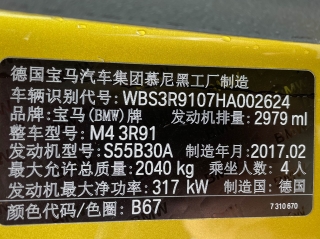 德国宝马汽车集团慕尼黑工厂制造
车辆识别代号: WBS3R9107HA002624
品牌: 宝马(BMW)牌 发动机排量: 2979 ml
整车型号: M4 3R91
发动机型号: S55B30A 制造年月: 2017.02
最大允许总质量: 2040 kg 乘坐人数: 4人
发动机最大净功率: 317 kW 制造国: 德国
颜色代码/色圈: B67 7 310 670